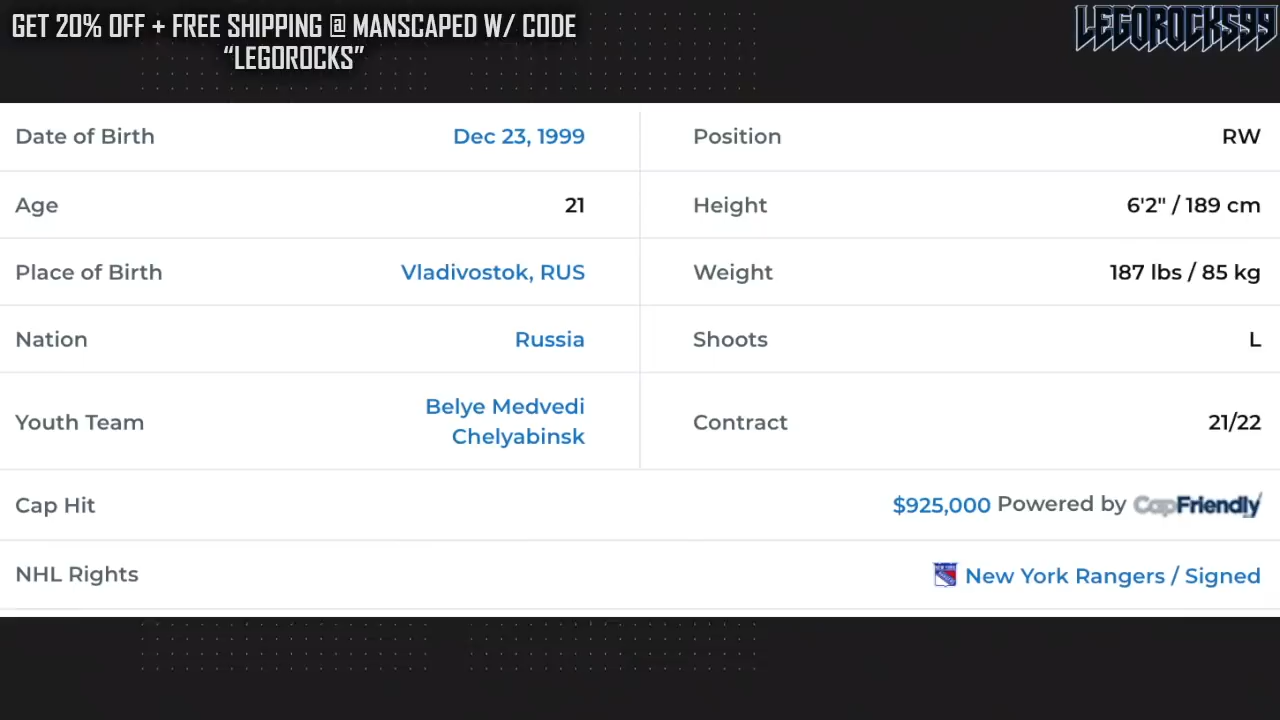 GET 20% OFF + FREE SHIPPING @ MANSCAPED W/ CODE
“LEGOROCKS”
LEGOROCKS99
Date of Birth Dec 23, 1999
Position RW
Age 21
Height 6'2" / 189 cm
Place of Birth Vladivostok, RUS
Weight 187 lbs / 85 kg
Nation Russia
Shoots L
Youth Team Belye Medvedi
Chelyabinsk
Contract 21/22
Cap Hit $925,000 Powered by CapFriendly
NHL Rights New York Rangers / Signed